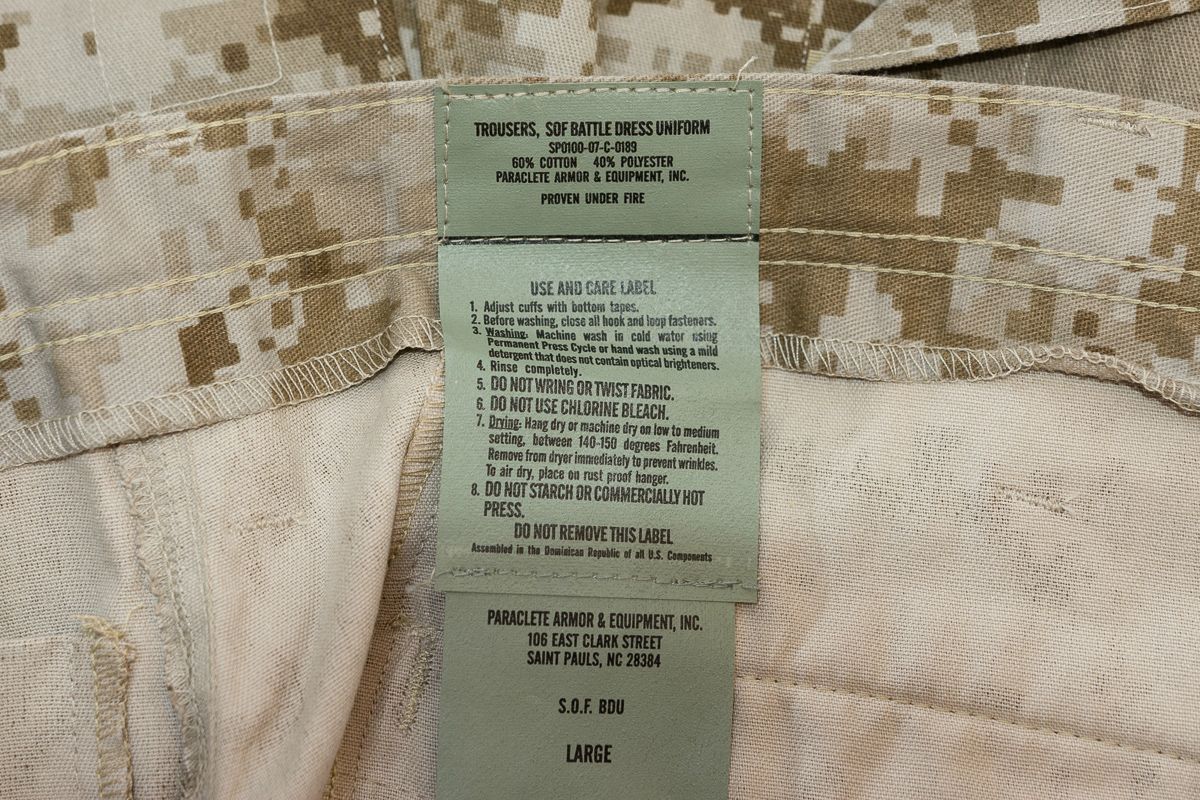 TROUSERS, SOF BATTLE DRESS UNIFORM
SP0100-07-C-0189
60% COTTON 40% POLYESTER
PARACLETE ARMOR & EQUIPMENT, INC.
PROVEN UNDER FIRE
USE AND CARE LABEL
1. Adjust cuffs with bottom tapes.
2. Before washing, close all hook and loop fasteners.
3. Washing: Machine wash in cold water using
Permanent Press Cycle or hand wash using a mild
detergent that does not contain optical brighteners.
4. Rinse completely.
5. DO NOT WRING OR TWIST FABRIC.
6. DO NOT USE CHLORINE BLEACH.
7. Drying: Hang dry or machine dry on low to medium
setting, between 140-150 degrees Fahrenheit.
Remove from dryer immediately to prevent wrinkles.
To air dry, place on rust proof hanger.
8. DO NOT STARCH OR COMMERCIALLY HOT
PRESS.
DO NOT REMOVE THIS LABEL
Assembled in the Dominican Republic of all U.S. Components
PARACLETE ARMOR & EQUIPMENT, INC.
106 EAST CLARK STREET
SAINT PAULS, NC 28384
S.O.F. BDU
LARGE